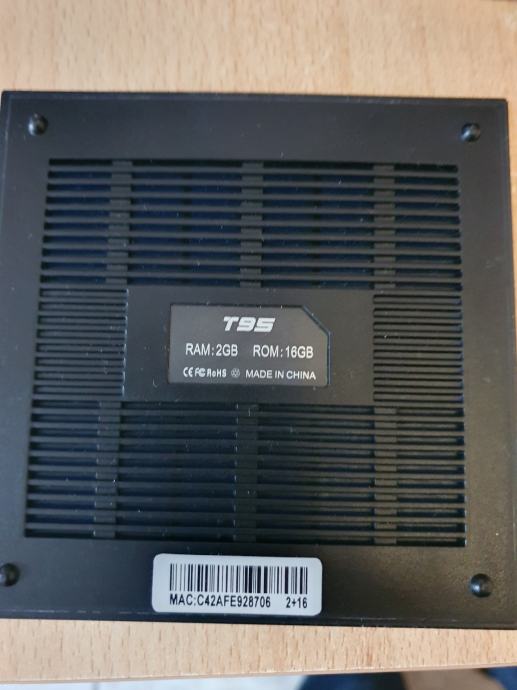 T95
RAM:2GB ROM:16GB
CE FC RoHS MADE IN CHINA
MAC:C42AFE928706 2+16